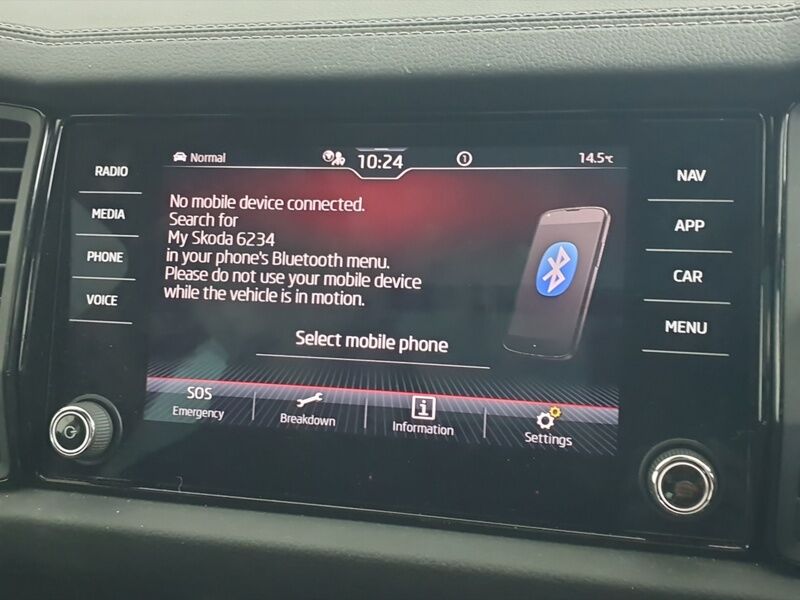 Normal
10:24
1
14.5°C
RADIO
MEDIA
PHONE
VOICE
No mobile device connected.
Search for
My Skoda 6234
in your phone's Bluetooth menu.
Please do not use your mobile device
while the vehicle is in motion.
Select mobile phone
SOS
Emergency
Breakdown
i
Information
Settings
NAV
APP
CAR
MENU